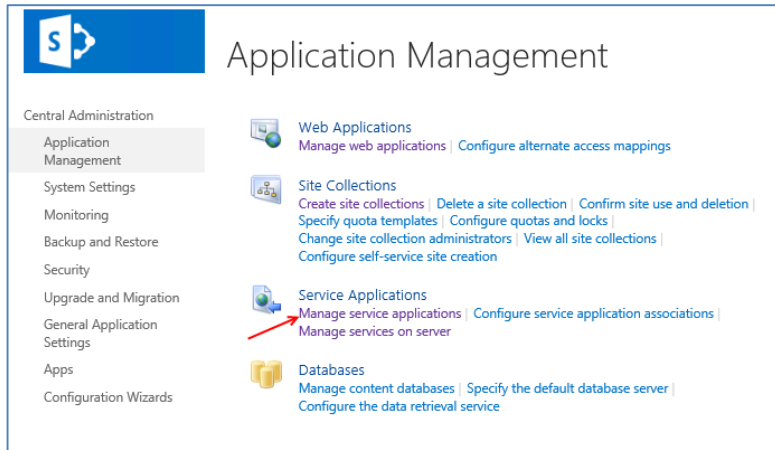 S
Application Management
Central Administration
Application
Management
System Settings
Monitoring
Backup and Restore
Security
Upgrade and Migration
General Application
Settings
Apps
Configuration Wizards
Web Applications
Manage web applications | Configure alternate access mappings
Site Collections
Create site collections | Delete a site collection | Confirm site use and deletion |
Specify quota templates | Configure quotas and locks |
Change site collection administrators | View all site collections |
Configure self-service site creation
Service Applications
Manage service applications | Configure service application associations |
Manage services on server
Databases
Manage content databases | Specify the default database server |
Configure the data retrieval service